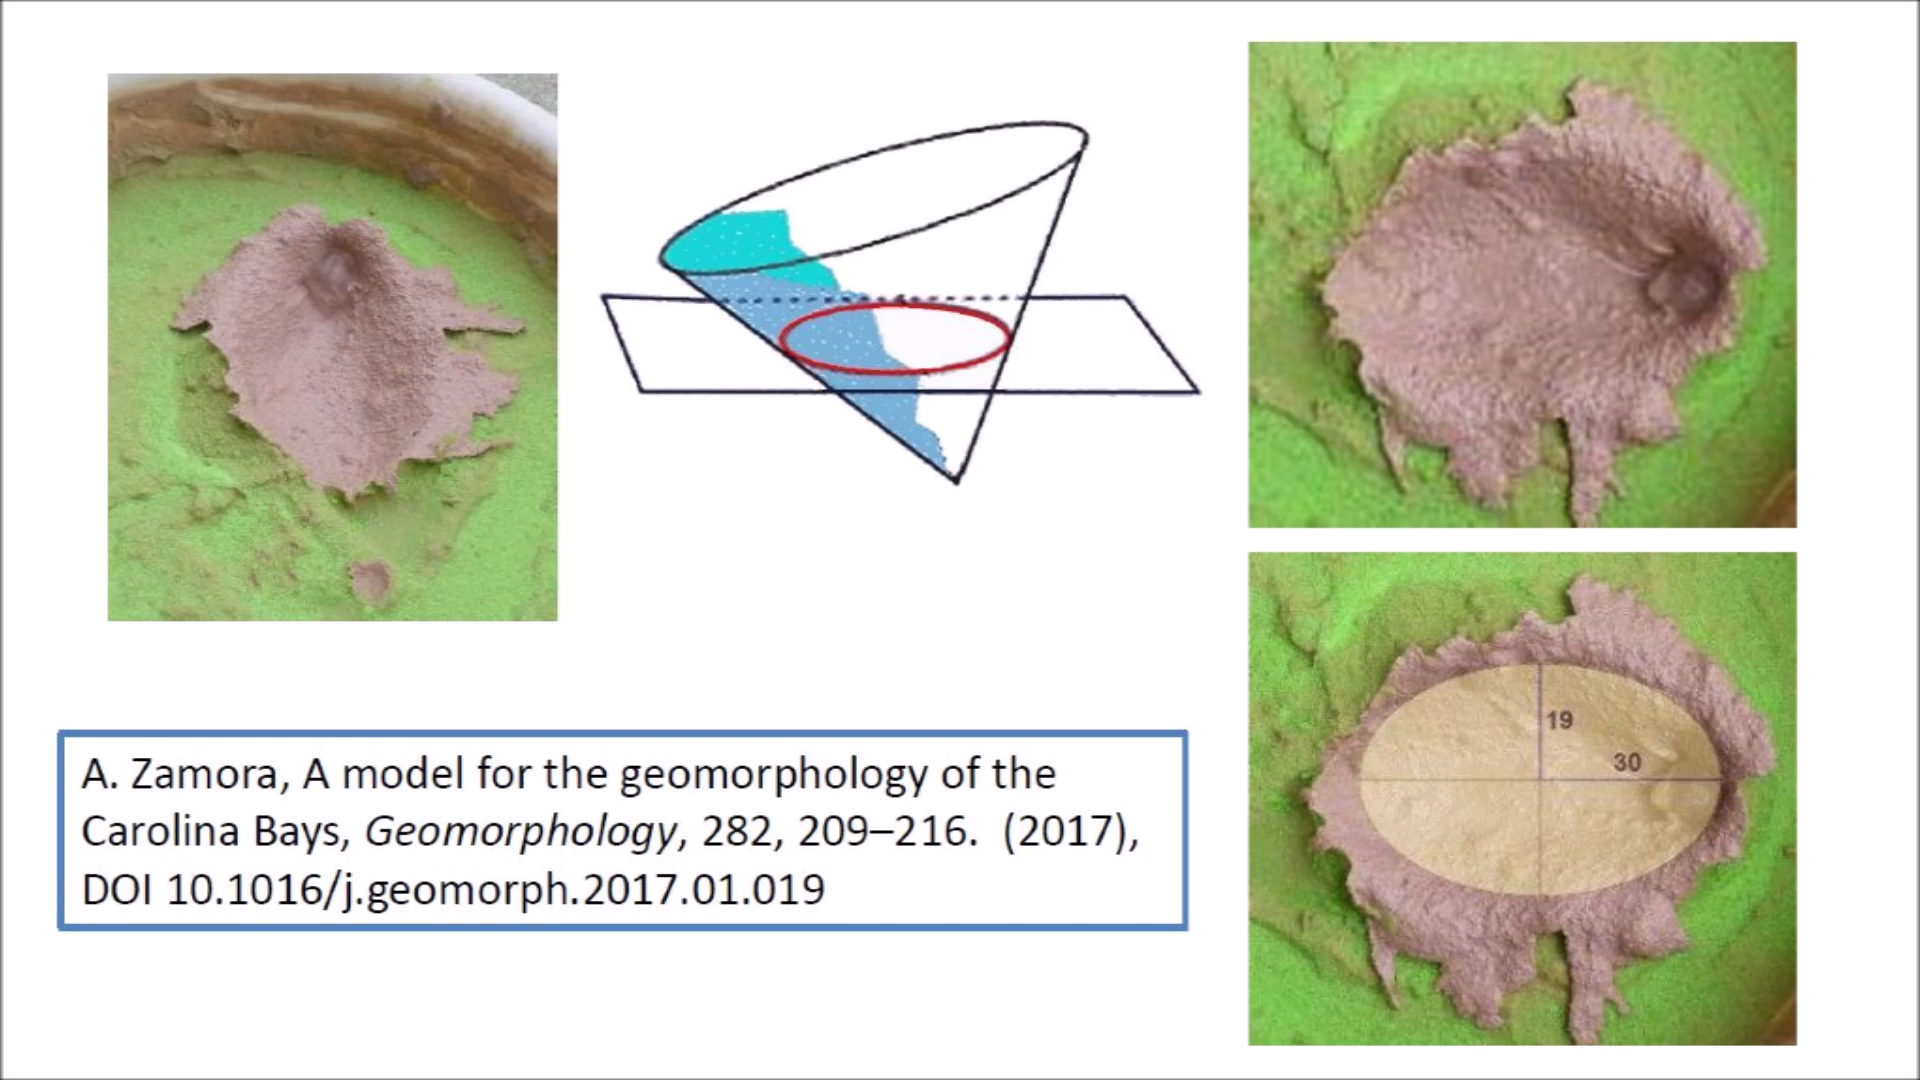 A. Zamora, A model for the geomorphology of the
Carolina Bays, Geomorphology, 282, 209–216. (2017),
DOI 10.1016/j.geomorph.2017.01.019
19
30